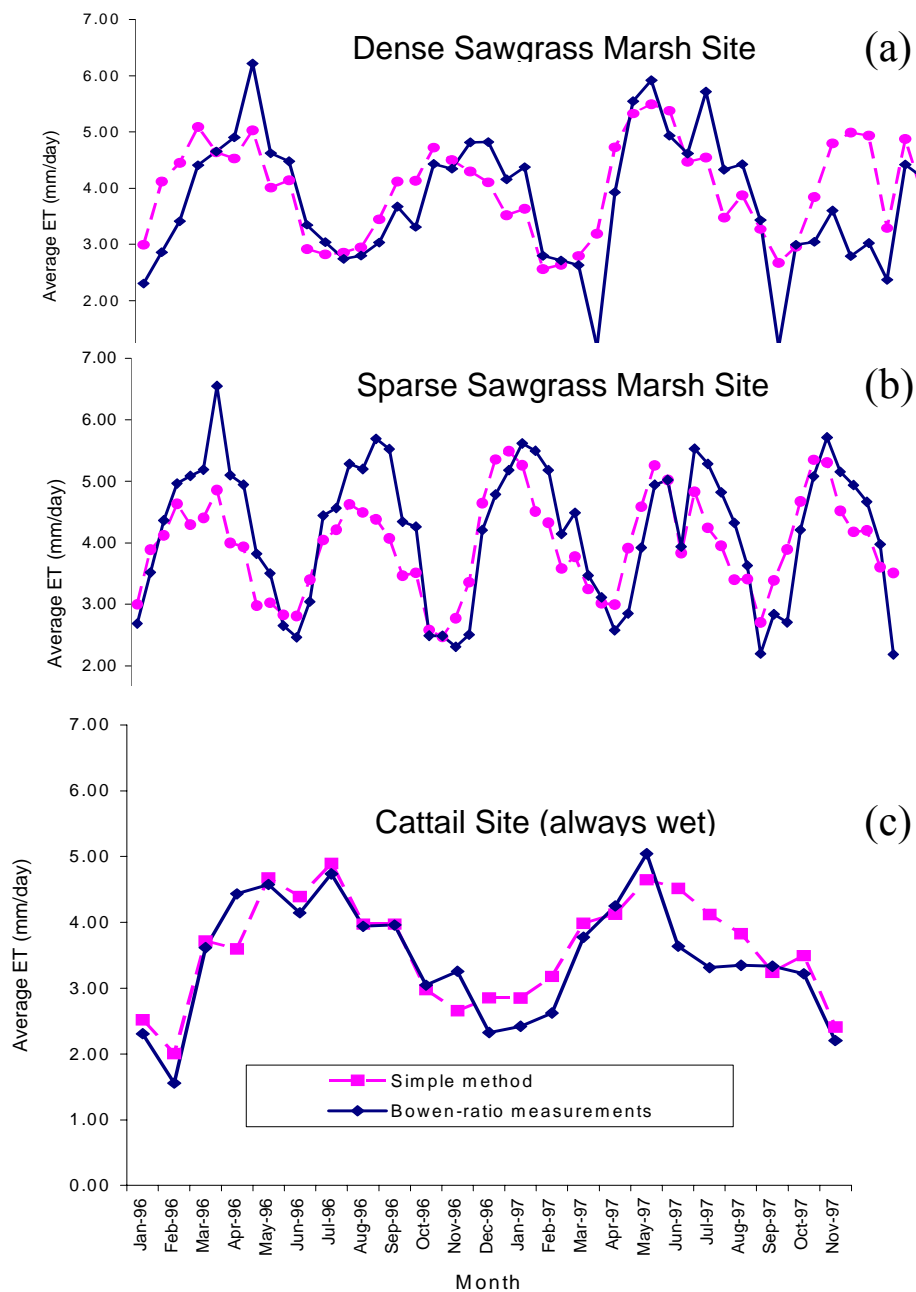 7.00
Dense Sawgrass Marsh Site
(a)
6.00
5.00
4.00
3.00
2.00
Average ET (mm/day)
7.00
Sparse Sawgrass Marsh Site
(b)
6.00
5.00
4.00
3.00
2.00
Average ET (mm/day)
7.00
6.00
Cattail Site (always wet)
(c)
5.00
4.00
3.00
2.00
1.00
0.00
Average ET (mm/day)
Simple method
Bowen-ratio measurements
Jan-96
Feb-96
Mar-96
Apr-96
May-96
Jun-96
Jul-96
Aug-96
Sep-96
Oct-96
Nov-96
Dec-96
Jan-97
Feb-97
Mar-97
Apr-97
May-97
Jun-97
Jul-97
Aug-97
Sep-97
Oct-97
Nov-97
Month